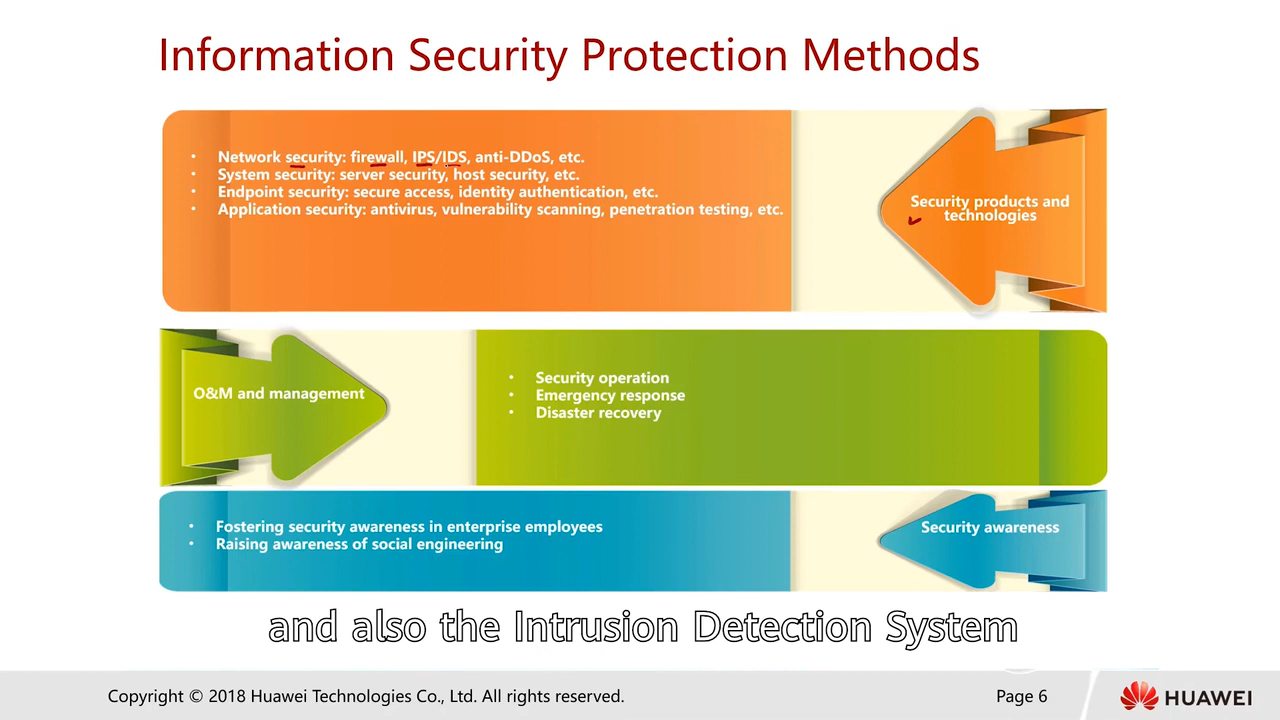 Information Security Protection Methods
• Network security: firewall, IPS/IDS, anti-DDoS, etc.
• System security: server security, host security, etc.
• Endpoint security: secure access, identity authentication, etc.
• Application security: antivirus, vulnerability scanning, penetration testing, etc.
Security products and
technologies
O&M and management
• Security operation
• Emergency response
• Disaster recovery
• Fostering security awareness in enterprise employees
• Raising awareness of social engineering
Security awareness
and also the Intrusion Detection System
Copyright © 2018 Huawei Technologies Co., Ltd. All rights reserved.
Page 6
HUAWEI